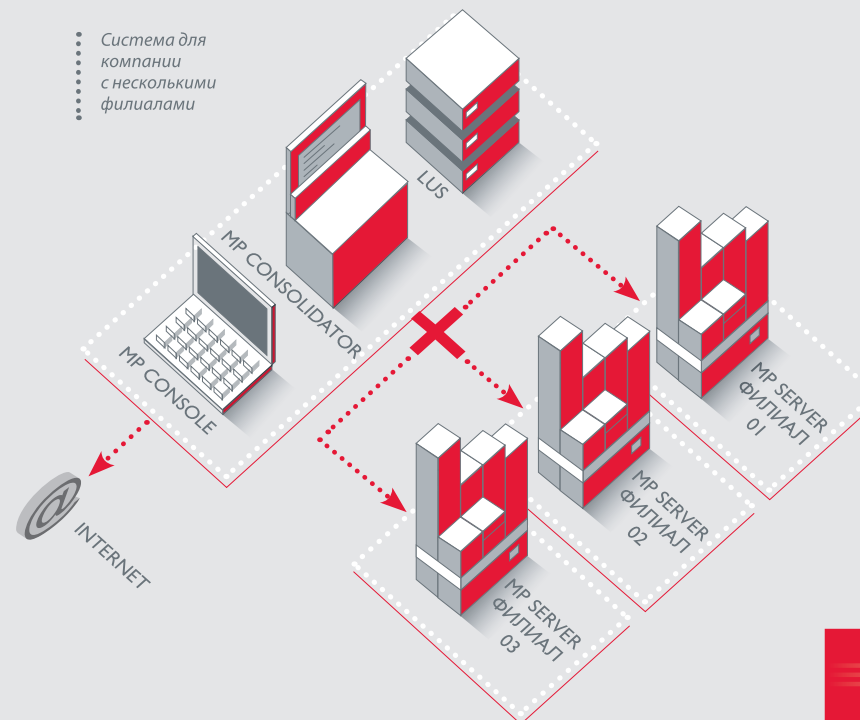 Система для
компании
с несколькими
филиалами
LUS
MP CONSOLIDATOR
MP CONSOLE
INTERNET
MP SERVER
ФИЛИАЛ
01
MP SERVER
ФИЛИАЛ
02
MP SERVER
ФИЛИАЛ
03
@